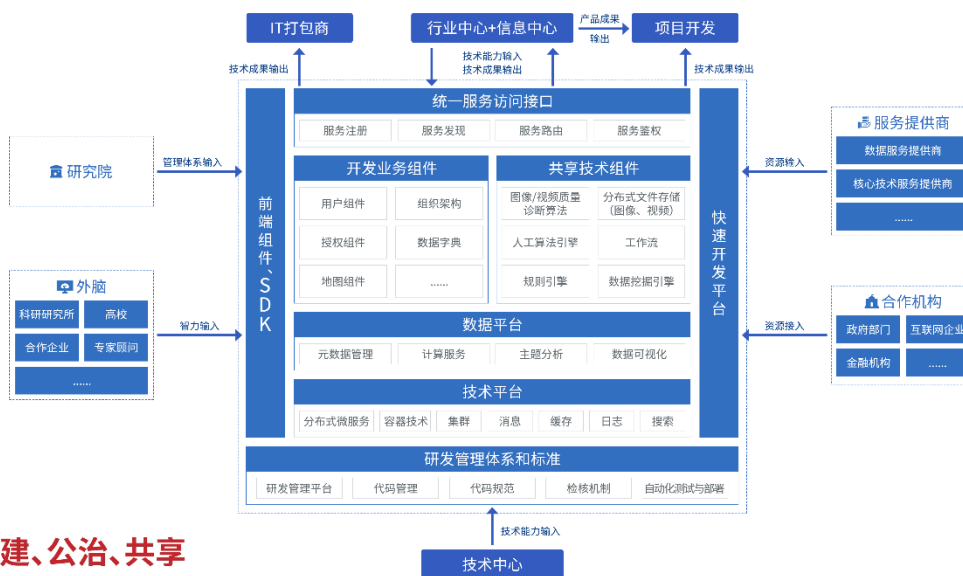 IT打包商
行业中心+信息中心
产品成果
输出
项目开发
技术成果输出
技术能力输入
技术成果输出
技术成果输出
统一服务访问接口
服务注册
服务发现
服务路由
服务鉴权
研究院
管理体系输入
前端组件、SDK
开发业务组件
用户组件
组织架构
授权组件
数据字典
地图组件
......
共享技术组件
图像/视频质量
诊断算法
分布式文件存储
(图像、视频)
人工算法引擎
工作流
规则引擎
数据挖掘引擎
快速开发平台
资源输入
服务提供商
数据服务提供商
核心技术服务提供商
......
外脑
科研研究所
高校
合作企业
专家顾问
......
智力输入
数据平台
元数据管理
计算服务
主题分析
数据可视化
资源接入
合作机构
政府部门
互联网企业
金融机构
......
技术平台
分布式微服务
容器技术
集群
消息
缓存
日志
搜索
研发管理体系和标准
研发管理平台
代码管理
代码规范
检核机制
自动化测试与部署
技术能力输入
技术中心
建、公治、共享